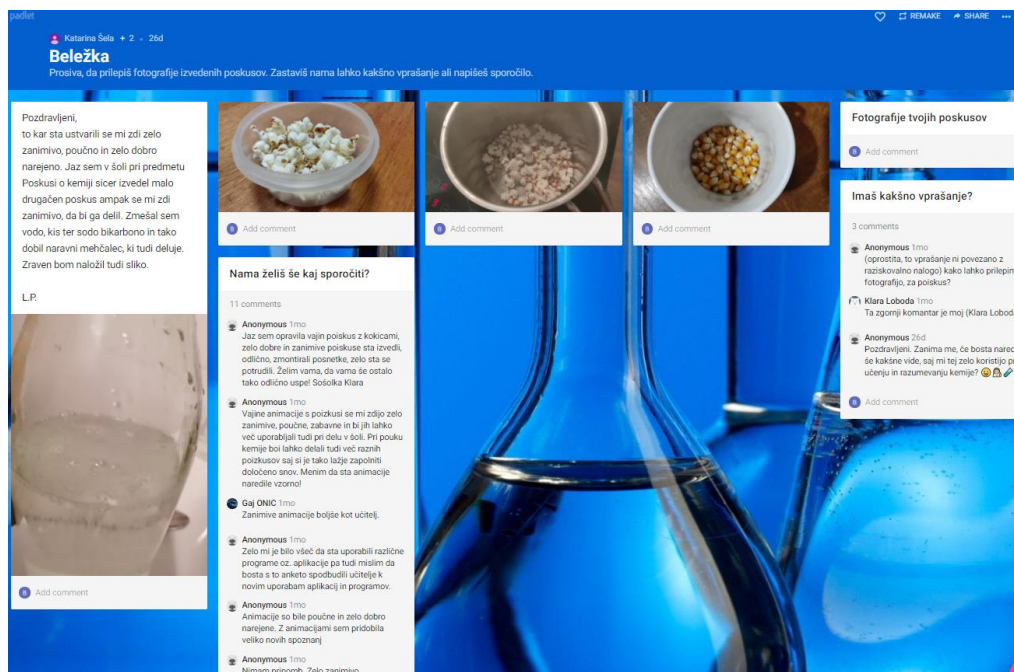 padlet
REMAKE
SHARE
Katarina Šela + 2 • 26d
Beležka
Prosiva, da prilepiš fotografije izvedenih poskusov. Zastaviš nama lahko kakšno vprašanje ali napišeš sporočilo.
Pozdravljeni,
to kar sta ustvarili se mi zdi zelo
zanimivo, poučno in zelo dobro
narejeno. Jaz sem v šoli pri predmetu
Poskusi o kemiji sicer izvedel malo
drugačen poskus ampak se mi zdi
zanimivo, da bi ga delil. Zmešal sem
vodo, kis ter sodo bikarbono in tako
dobil naravni mehčalec, ki tudi deluje.
Zraven bom naložil tudi sliko.
L.P.
Add comment
Add comment
Nama želiš še kaj sporočiti?
11 comments
Anonymous 1mo
Jaz sem opravila vajin poiskus z kokicami,
zelo dobre in zanimive poiskuse sta izvedli,
odlično, zmontirali posnetke, zelo sta se
potrudili. Želim vama, da vama še ostalo
tako odlično uspe! Sošolka Klara
Anonymous 1mo
Vajine animacije s poizkusi se mi zdijo zelo
zanimive, poučne, zabavne in bi jih lahko
več uporabljali tudi pri delu v šoli. Pri pouku
kemije boi lahko delali tudi več raznih
poizkusov saj si je tako lažje zapolniti
določeno snov. Menim da sta animacije
naredile vzorno!
Gaj ONIC 1mo
Zanimive animacije boljše kot učitelj.
Anonymous 1mo
Zelo mi je bilo všeč da sta uporabili različne
programe oz. aplikacije pa tudi mislim da
bosta s to anketo spodbudili učitelje k
novim uporabam aplikacij in programov.
Anonymous 1mo
Animacije so bile poučne in zelo dobro
narejene. Z animacijami sem pridobila
veliko novih spoznanj
Anonymous 1mo
Nimam pripomb. Zelo zanimivo
Add comment
Add comment
Fotografije tvojih poskusov
Add comment
Imaš kakšno vprašanje?
3 comments
Anonymous 1mo
(oprostita, to vprašanje ni povezano z
raziskovalno nalogo) kako lahko prilepim
fotografijo, za poiskus?
Klara Loboda 1mo
Ta zgornji komentar je moj (Klara Lobod
Anonymous 26d
Pozdravljeni. Zanima me, če bosta nared
še kakšne vide, saj mi tej zelo koristijo pr
učenju in razumevanju kemije? 😄👩‍🔬🧪
Add comment